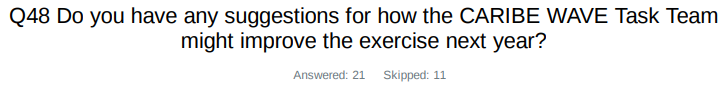 Q48 Do you have any suggestions for how the CARIBE WAVE Task Team
might improve the exercise next year?
Answered: 21 Skipped: 11